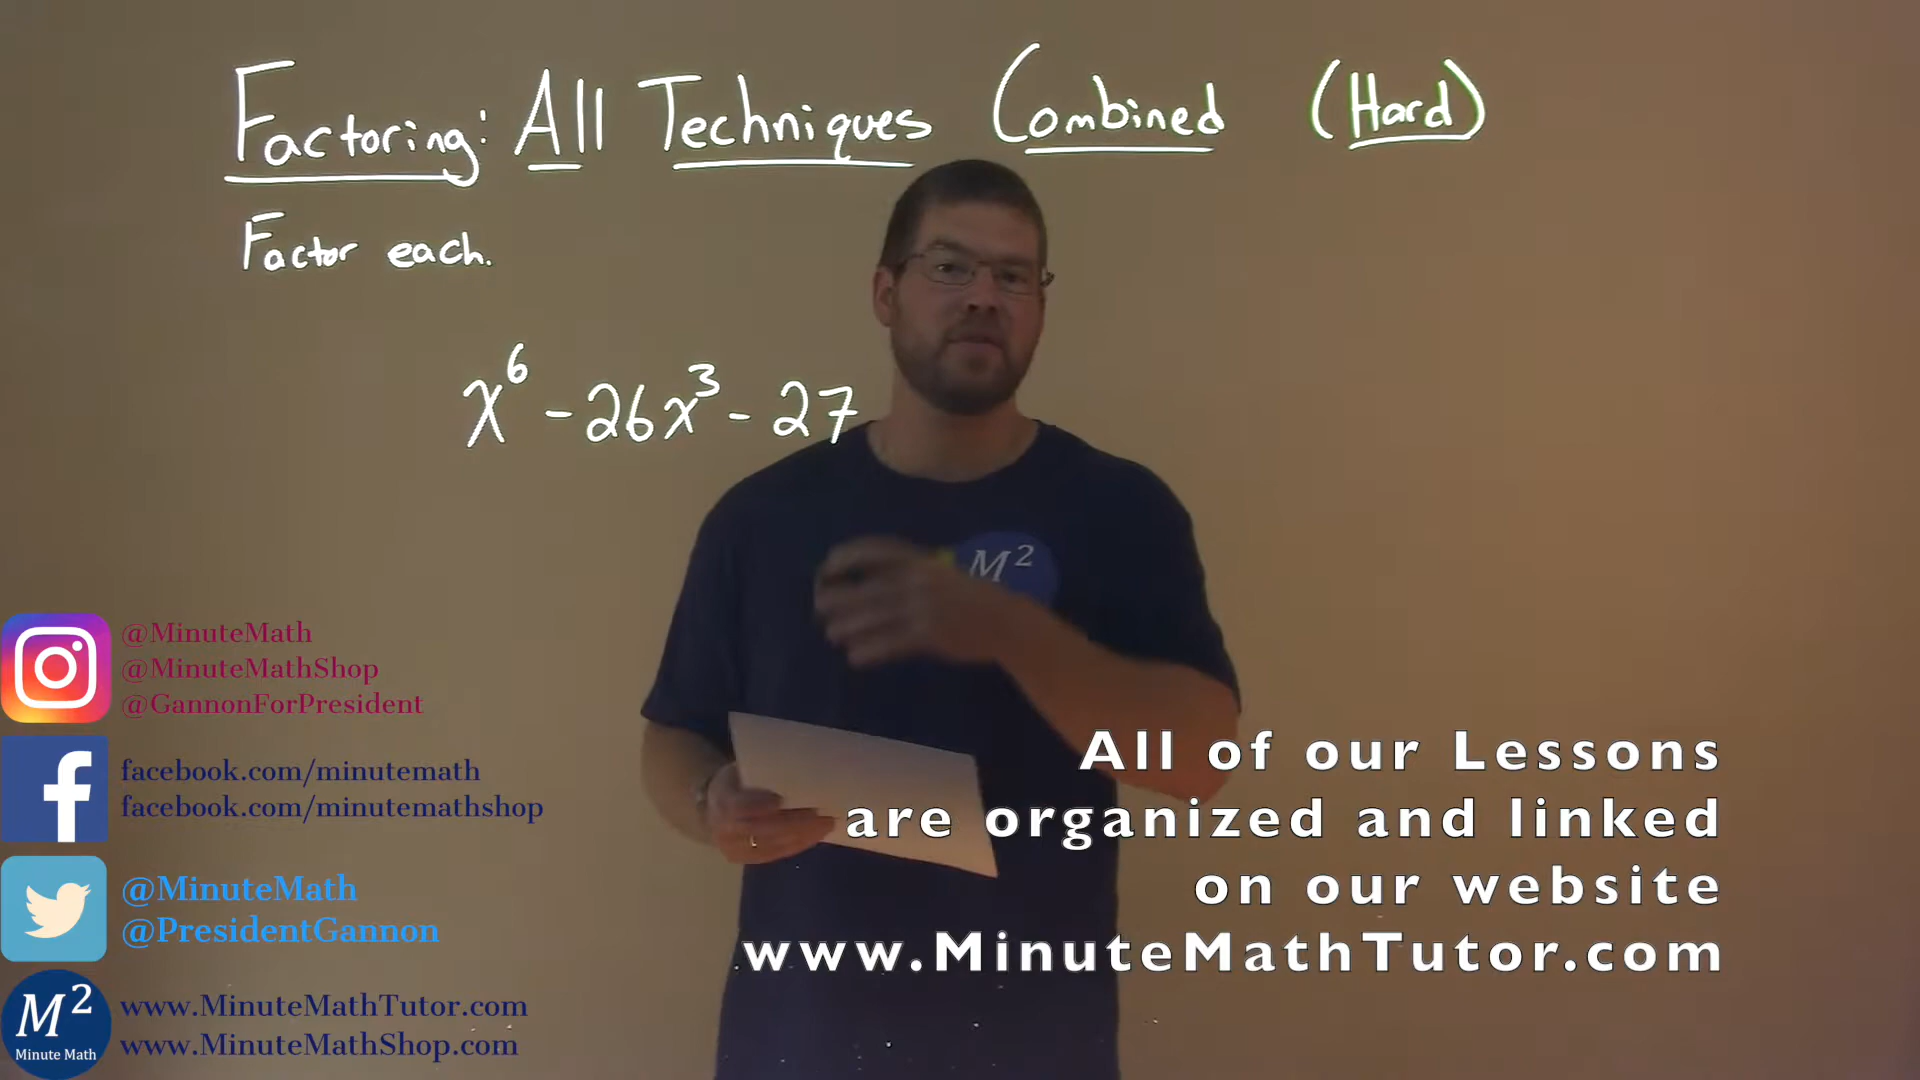 Factoring: All Techniques Combined (Hard)
Factor each.
x⁶ - 26x³ - 27
M²
@MinuteMath
@MinuteMathShop
@GannonForPresident
facebook.com/minutemath
facebook.com/minutemathshop
@MinuteMath
@PresidentGannon
M²
Minute Math
www.MinuteMathTutor.com
www.MinuteMathShop.com
All of our Lessons
are organized and linked
on our website
www.MinuteMathTutor.com